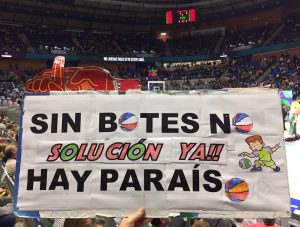 SIN BOTES NO
SOLUCIÓN YA!!!
HAY PARAÍSO